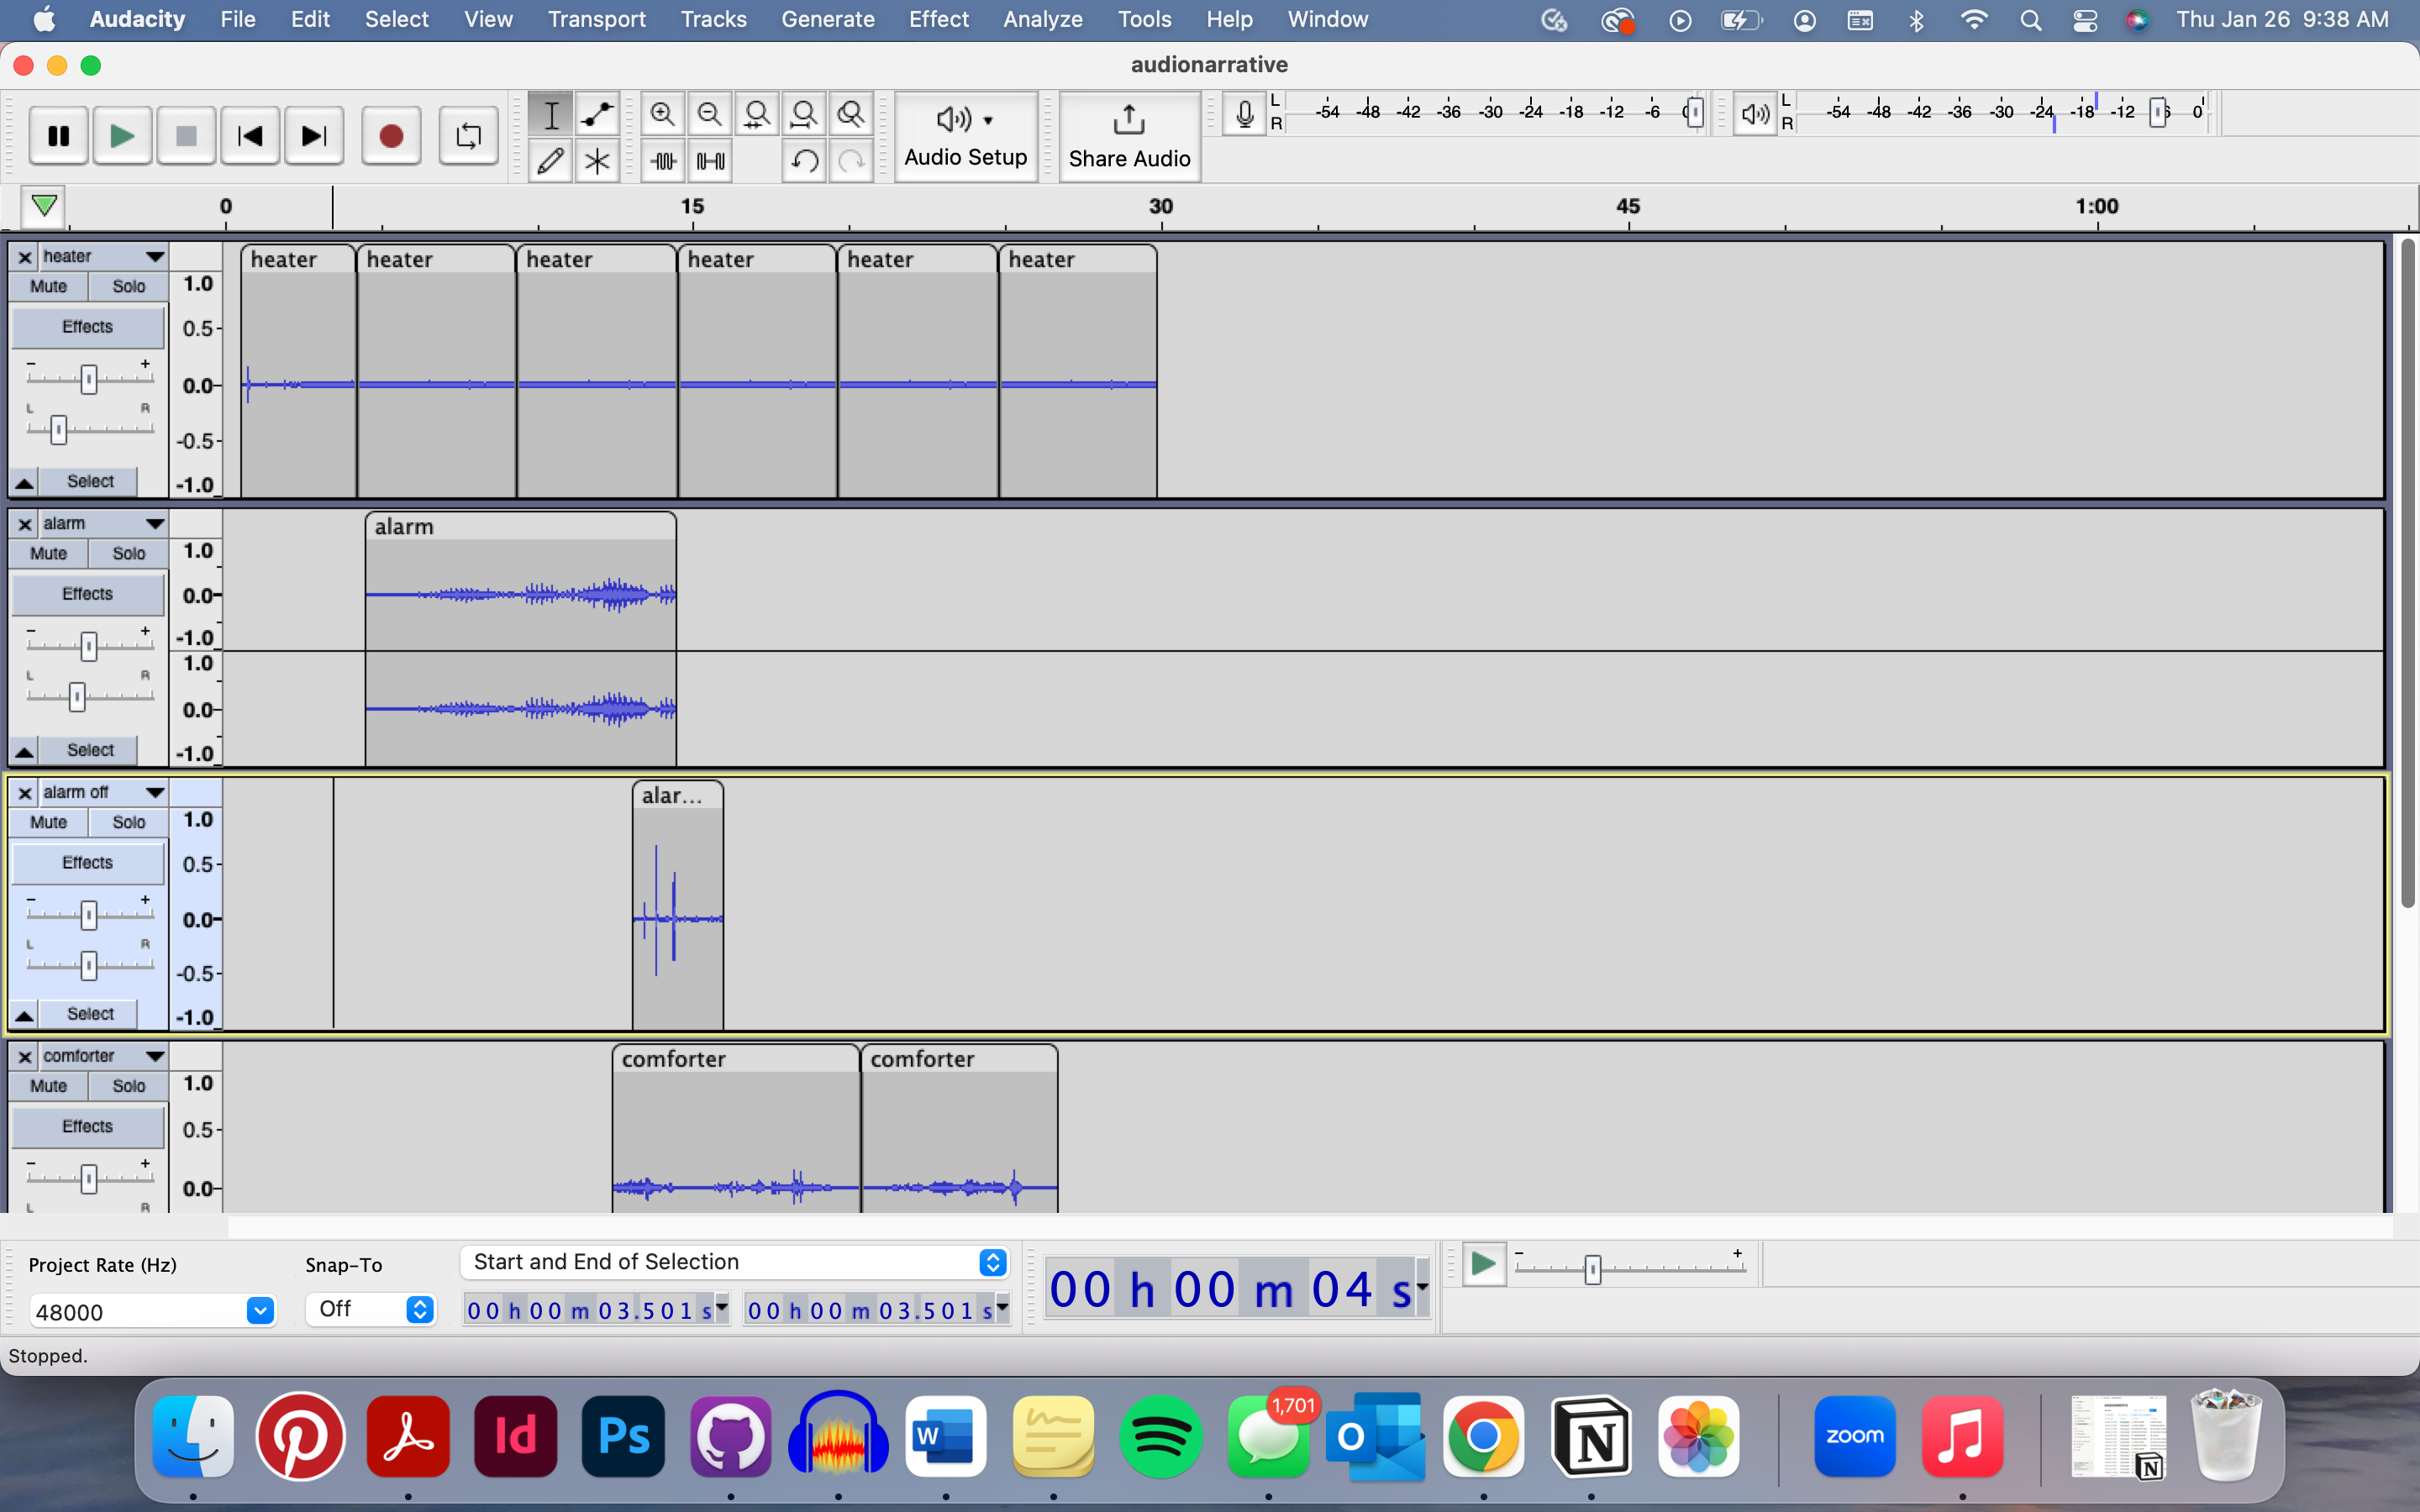 Audacity File Edit Select View Transport Tracks Generate Effect Analyze Tools Help Window Thu Jan 26 9:38 AM
audionarrative
L -54 -48 -42 -36 -30 -24 -18 -12 -6 0
R
L -54 -48 -42 -36 -30 -24 -18 -12 -6 0
R
Audio Setup
Share Audio
0 15 30 45 1:00
heater
Mute Solo
Effects
- +
L R
Select
1.0
0.5
0.0
-0.5
-1.0
heater heater heater heater heater heater
alarm
Mute Solo
Effects
- +
L R
Select
1.0
0.0
-1.0
1.0
0.0
-1.0
alarm
alarm off
Mute Solo
Effects
- +
L R
Select
1.0
0.5
0.0
-0.5
-1.0
alar...
comforter
Mute Solo
Effects
- +
L R
1.0
0.5
0.0
comforter comforter
Project Rate (Hz) Snap-To Start and End of Selection
48000 Off 00 h 00 m 03.501 s 00 h 00 m 03.501 s
00 h 00 m 04 s
- +
Stopped.
Id Ps W 1,701 O N zoom N